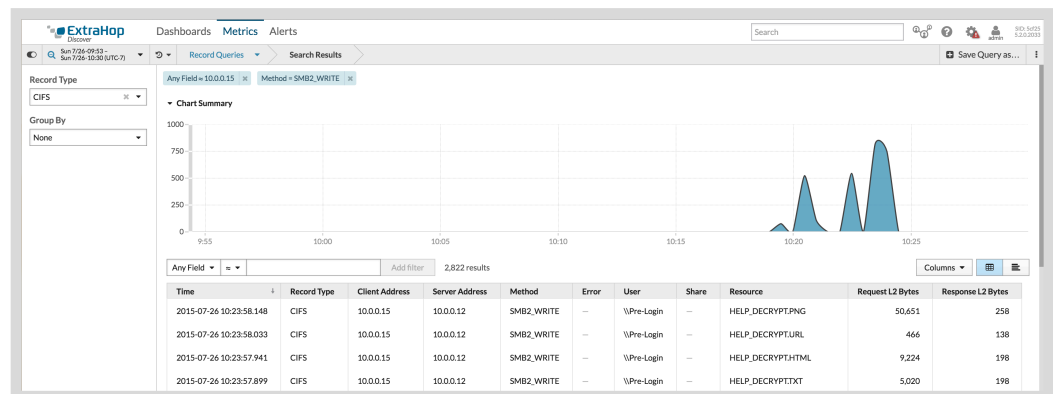 ExtraHop
Discover
Dashboards Metrics Alerts
Search
admin
SID: 5cf25
5.2.0.2033
Sun 7/26-09:53 –
Sun 7/26-10:30 (UTC-7)
Record Queries
Search Results
Save Query as…
Record Type
CIFS
Group By
None
Any Field ≈ 10.0.0.15 Method = SMB2_WRITE
Chart Summary
1000
750
500
250
0
9:55 10:00 10:05 10:10 10:15 10:20 10:25
Any Field ≈ Add filter 2,822 results Columns
Time Record Type Client Address Server Address Method Error User Share Resource Request L2 Bytes Response L2 Bytes
2015-07-26 10:23:58.148 CIFS 10.0.0.15 10.0.0.12 SMB2_WRITE — \\Pre-Login — HELP_DECRYPT.PNG 50,651 258
2015-07-26 10:23:58.033 CIFS 10.0.0.15 10.0.0.12 SMB2_WRITE — \\Pre-Login — HELP_DECRYPT.URL 466 138
2015-07-26 10:23:57.941 CIFS 10.0.0.15 10.0.0.12 SMB2_WRITE — \\Pre-Login — HELP_DECRYPT.HTML 9,224 198
2015-07-26 10:23:57.899 CIFS 10.0.0.15 10.0.0.12 SMB2_WRITE — \\Pre-Login — HELP_DECRYPT.TXT 5,020 198